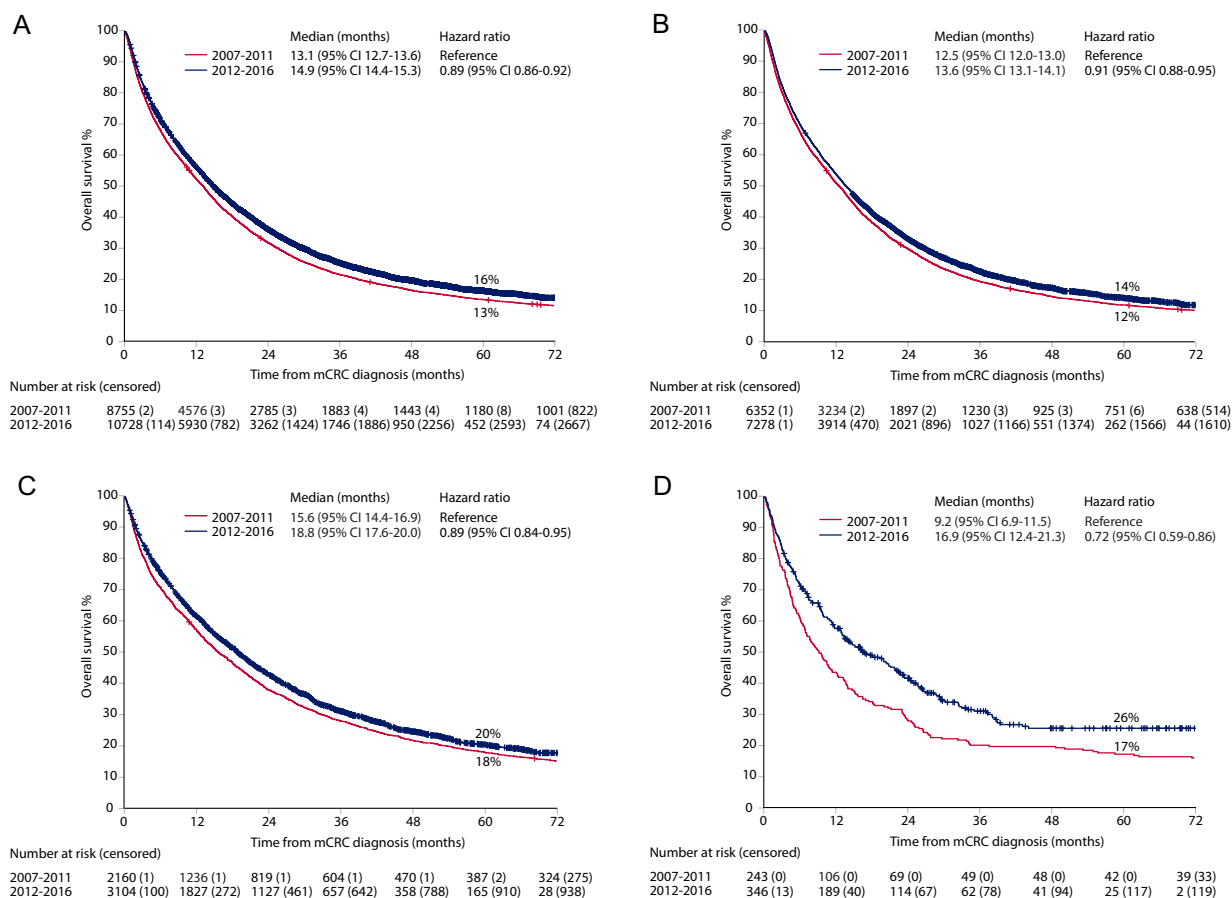 A
Median (months) Hazard ratio
2007-2011 13.1 (95% CI 12.7-13.6) Reference
2012-2016 14.9 (95% CI 14.4-15.3) 0.89 (95% CI 0.86-0.92)
Overall survival %
100
90
80
70
60
50
40
30
20
10
0
16%
13%
0 12 24 36 48 60 72
Time from mCRC diagnosis (months)
Number at risk (censored)
2007-2011 8755 (2) 4576 (3) 2785 (3) 1883 (4) 1443 (4) 1180 (8) 1001 (822)
2012-2016 10728 (114) 5930 (782) 3262 (1424) 1746 (1886) 950 (2256) 452 (2593) 74 (2667)
B
Median (months) Hazard ratio
2007-2011 12.5 (95% CI 12.0-13.0) Reference
2012-2016 13.6 (95% CI 13.1-14.1) 0.91 (95% CI 0.88-0.95)
Overall survival %
100
90
80
70
60
50
40
30
20
10
0
14%
12%
0 12 24 36 48 60 72
Time from mCRC diagnosis (months)
Number at risk (censored)
2007-2011 6352 (1) 3234 (2) 1897 (2) 1230 (3) 925 (3) 751 (6) 638 (514)
2012-2016 7278 (1) 3914 (470) 2021 (896) 1027 (1166) 551 (1374) 262 (1566) 44 (1610)
C
Median (months) Hazard ratio
2007-2011 15.6 (95% CI 14.4-16.9) Reference
2012-2016 18.8 (95% CI 17.6-20.0) 0.89 (95% CI 0.84-0.95)
Overall survival %
100
90
80
70
60
50
40
30
20
10
0
20%
18%
0 12 24 36 48 60 72
Time from mCRC diagnosis (months)
Number at risk (censored)
2007-2011 2160 (1) 1236 (1) 819 (1) 604 (1) 470 (1) 387 (2) 324 (275)
2012-2016 3104 (100) 1827 (272) 1127 (461) 657 (642) 358 (788) 165 (910) 28 (938)
D
Median (months) Hazard ratio
2007-2011 9.2 (95% CI 6.9-11.5) Reference
2012-2016 16.9 (95% CI 12.4-21.3) 0.72 (95% CI 0.59-0.86)
Overall survival %
100
90
80
70
60
50
40
30
20
10
0
26%
17%
0 12 24 36 48 60 72
Time from mCRC diagnosis (months)
Number at risk (censored)
2007-2011 243 (0) 106 (0) 69 (0) 49 (0) 48 (0) 42 (0) 39 (33)
2012-2016 346 (13) 189 (40) 114 (67) 62 (78) 41 (94) 25 (117) 2 (119)